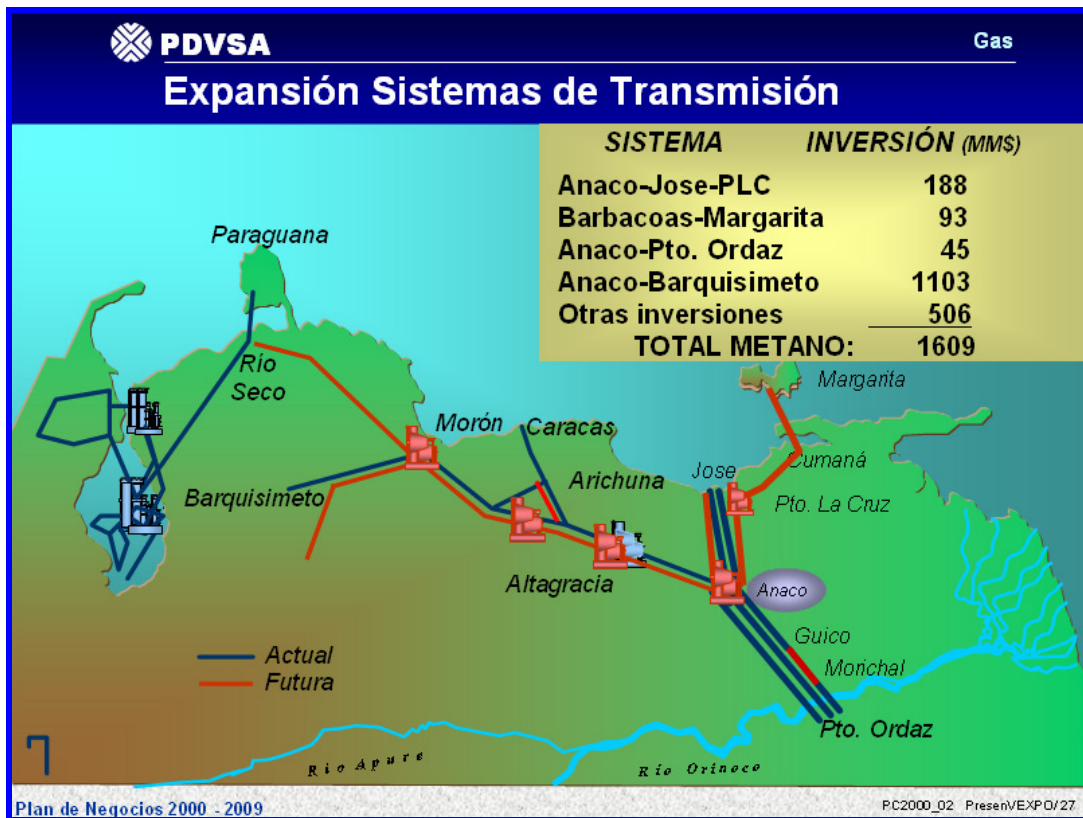 PDVSA
Gas
Expansión Sistemas de Transmisión
SISTEMA INVERSIÓN (MM$)
Anaco-Jose-PLC 188
Barbacoas-Margarita 93
Anaco-Pto. Ordaz 45
Anaco-Barquisimeto 1103
Otras inversiones 506
TOTAL METANO: 1609
Paraguana
Río
Seco
Margarita
Morón
Caracas
Cumaná
Arichuna
Jose
Barquisimeto
Pto. La Cruz
Altagracia
Anaco
Guico
Morichal
Actual
Futura
Pto. Ordaz
Rio Apure
Río Orinoco
Plan de Negocios 2000 - 2009
PC2000_02 PresenVEXPO/27